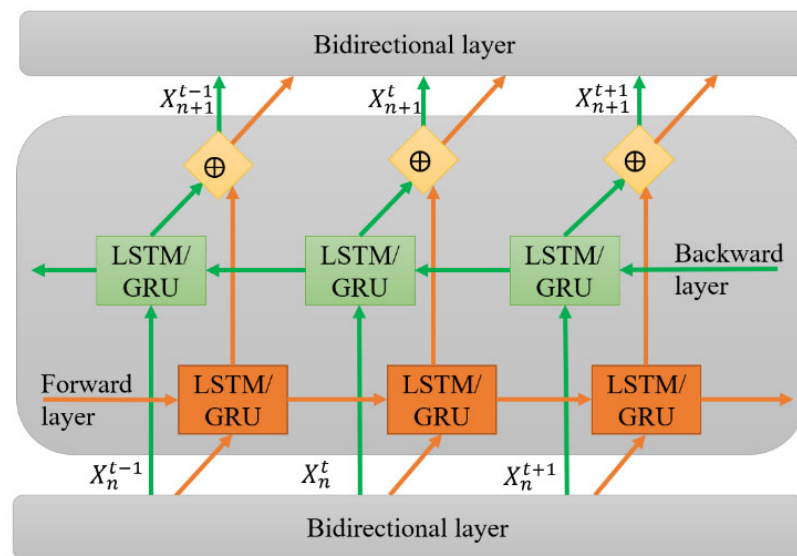 Bidirectional layer
X_{n+1}^{t-1}
X_{n+1}^{t}
X_{n+1}^{t+1}
⊕
⊕
⊕
LSTM/
GRU
LSTM/
GRU
LSTM/
GRU
Backward
layer
Forward
layer
LSTM/
GRU
LSTM/
GRU
LSTM/
GRU
X_n^{t-1}
X_n^{t}
X_n^{t+1}
Bidirectional layer